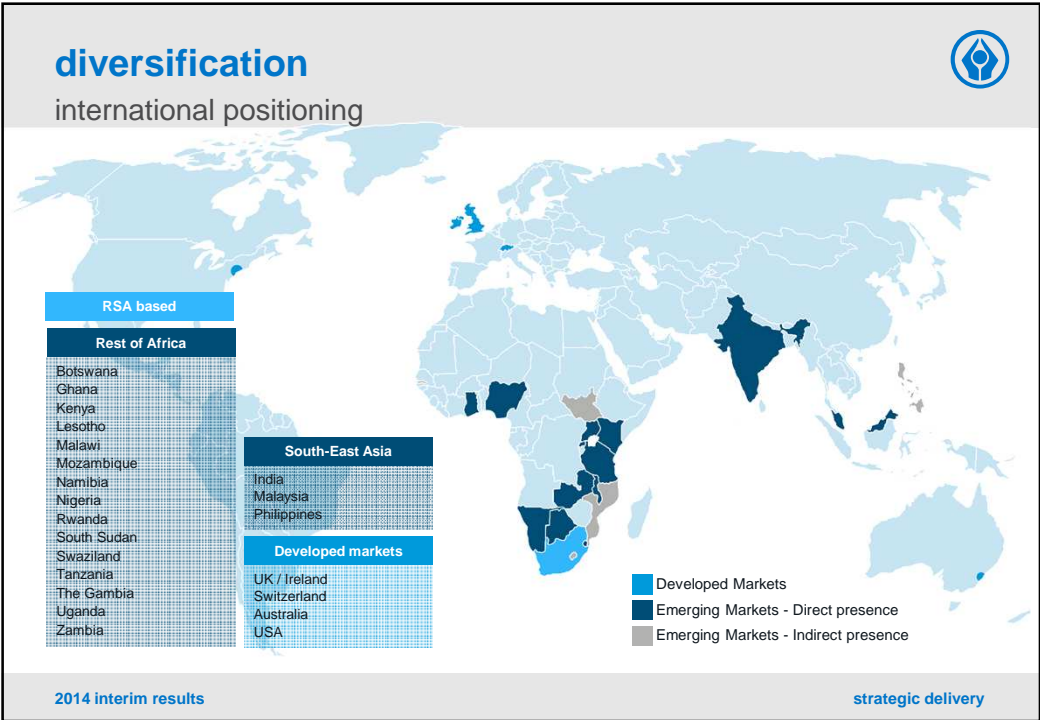 diversification
international positioning
RSA based
Rest of Africa
Botswana
Ghana
Kenya
Lesotho
Malawi
Mozambique
Namibia
Nigeria
Rwanda
South Sudan
Swaziland
Tanzania
The Gambia
Uganda
Zambia
South-East Asia
India
Malaysia
Philippines
Developed markets
UK / Ireland
Switzerland
Australia
USA
Developed Markets
Emerging Markets - Direct presence
Emerging Markets - Indirect presence
2014 interim results
strategic delivery